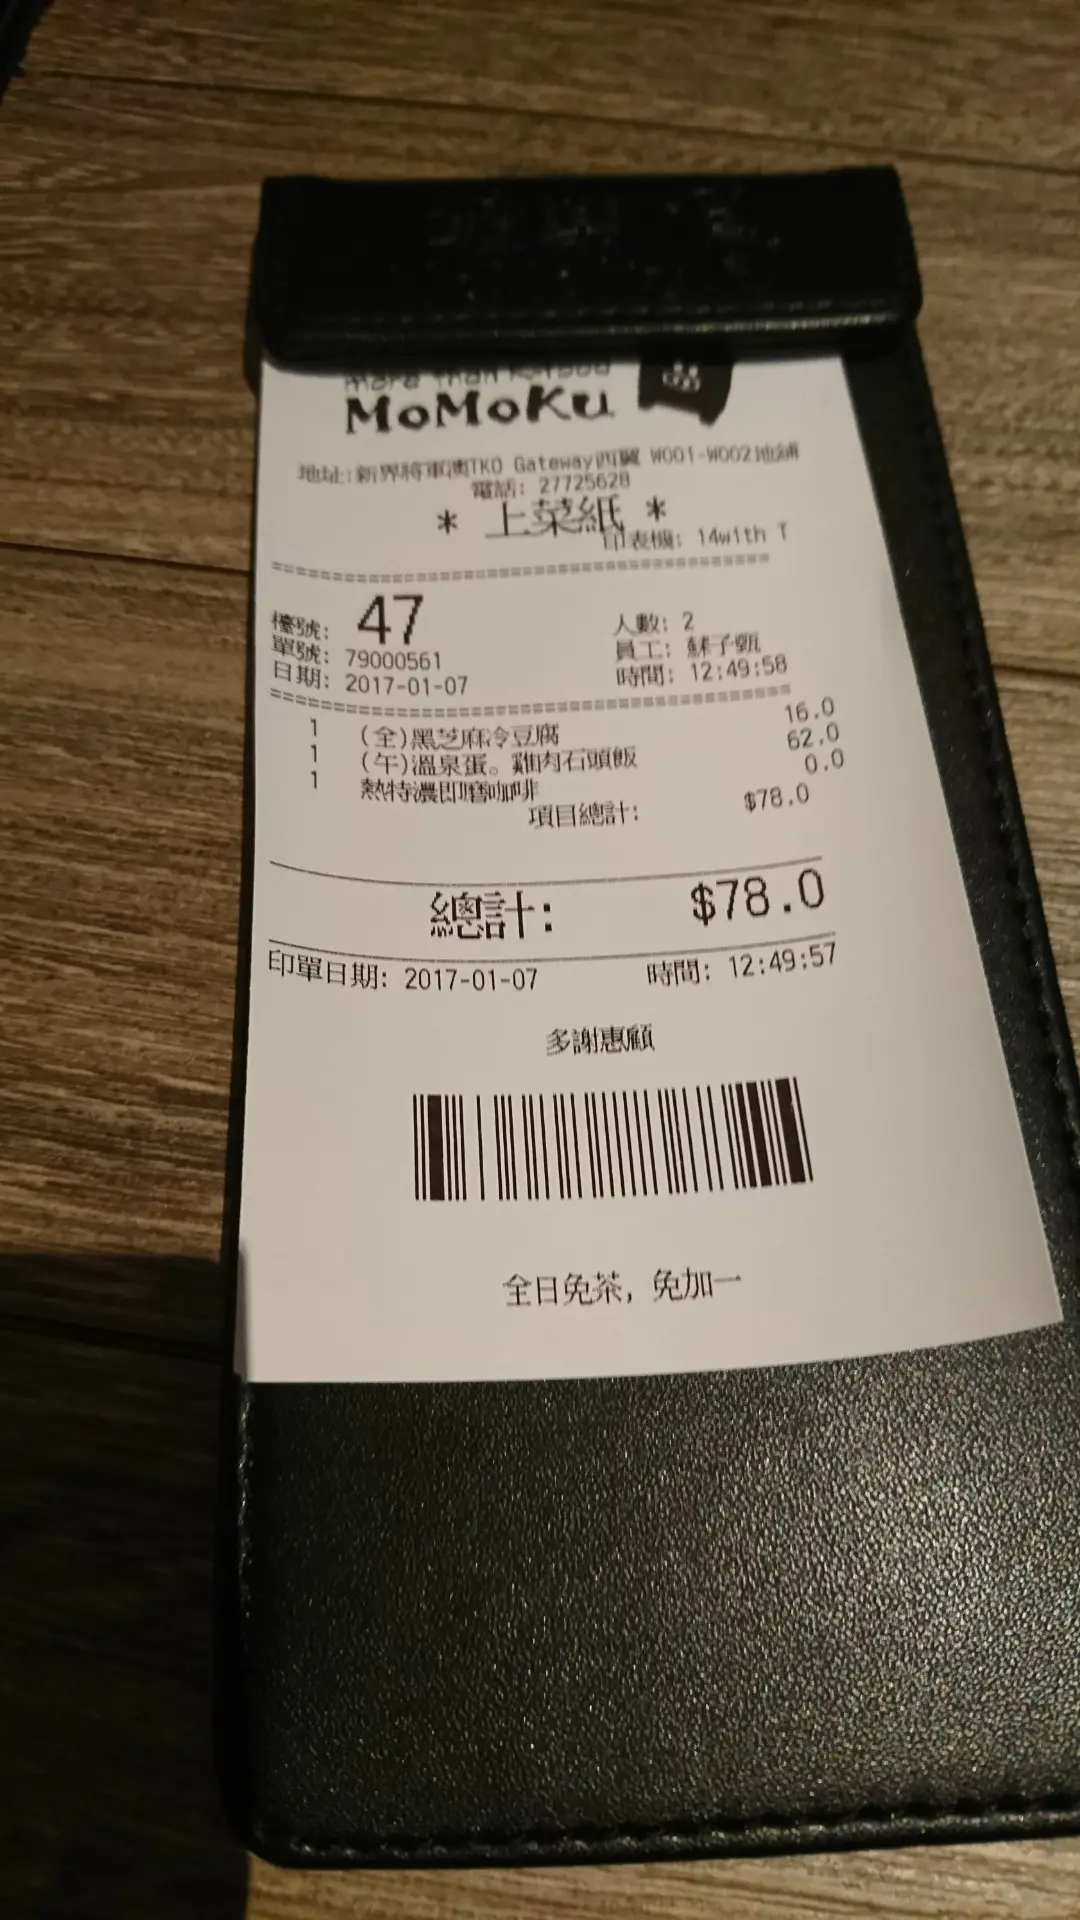 MoMoKu
地址:新界將軍澳TKO Gateway西翼 W001-W002地舖
電話: 27725628
* 上菜紙 *
印表機: 14with T
檯號: 47 人數: 2
單號: 79000561 員工: 蘇子甄
日期: 2017-01-07 時間: 12:49:58
1 (全)黑芝麻冷豆腐 16.0
1 (午)溫泉蛋。雞肉石頭飯 62.0
1 熱特濃即磨咖啡 0.0
項目總計: $78.0
總計: $78.0
印單日期: 2017-01-07 時間: 12:49:57
多謝惠顧
全日免茶, 免加一